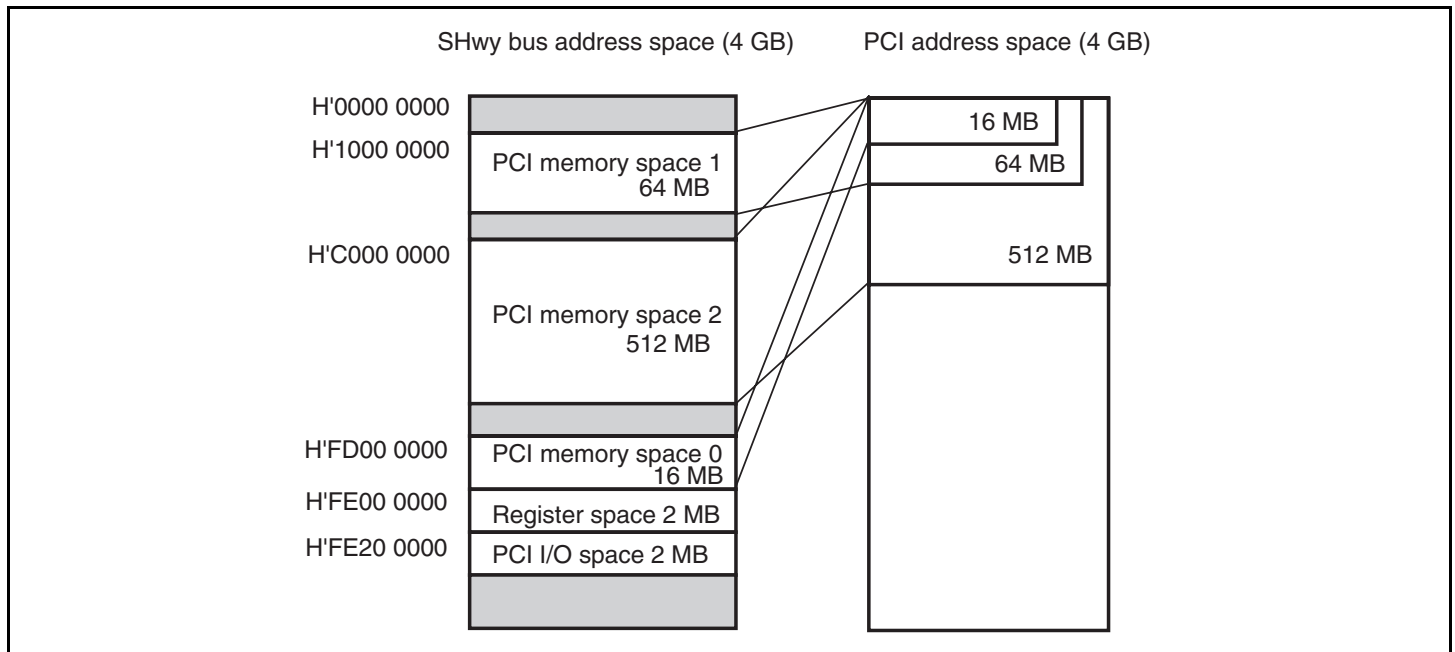 SHwy bus address space (4 GB)
PCI address space (4 GB)
H'0000 0000
H'1000 0000
PCI memory space 1
64 MB
H'C000 0000
PCI memory space 2
512 MB
H'FD00 0000
PCI memory space 0
16 MB
H'FE00 0000
Register space 2 MB
H'FE20 0000
PCI I/O space 2 MB
16 MB
64 MB
512 MB